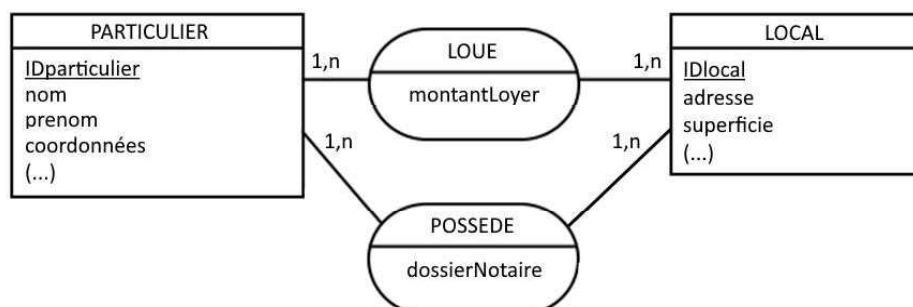 PARTICULIER
IDparticulier
nom
prenom
coordonnées
(...)
1,n
LOUE
montantLoyer
1,n
LOCAL
IDlocal
adresse
superficie
(...)
1,n
POSSEDE
dossierNotaire
1,n